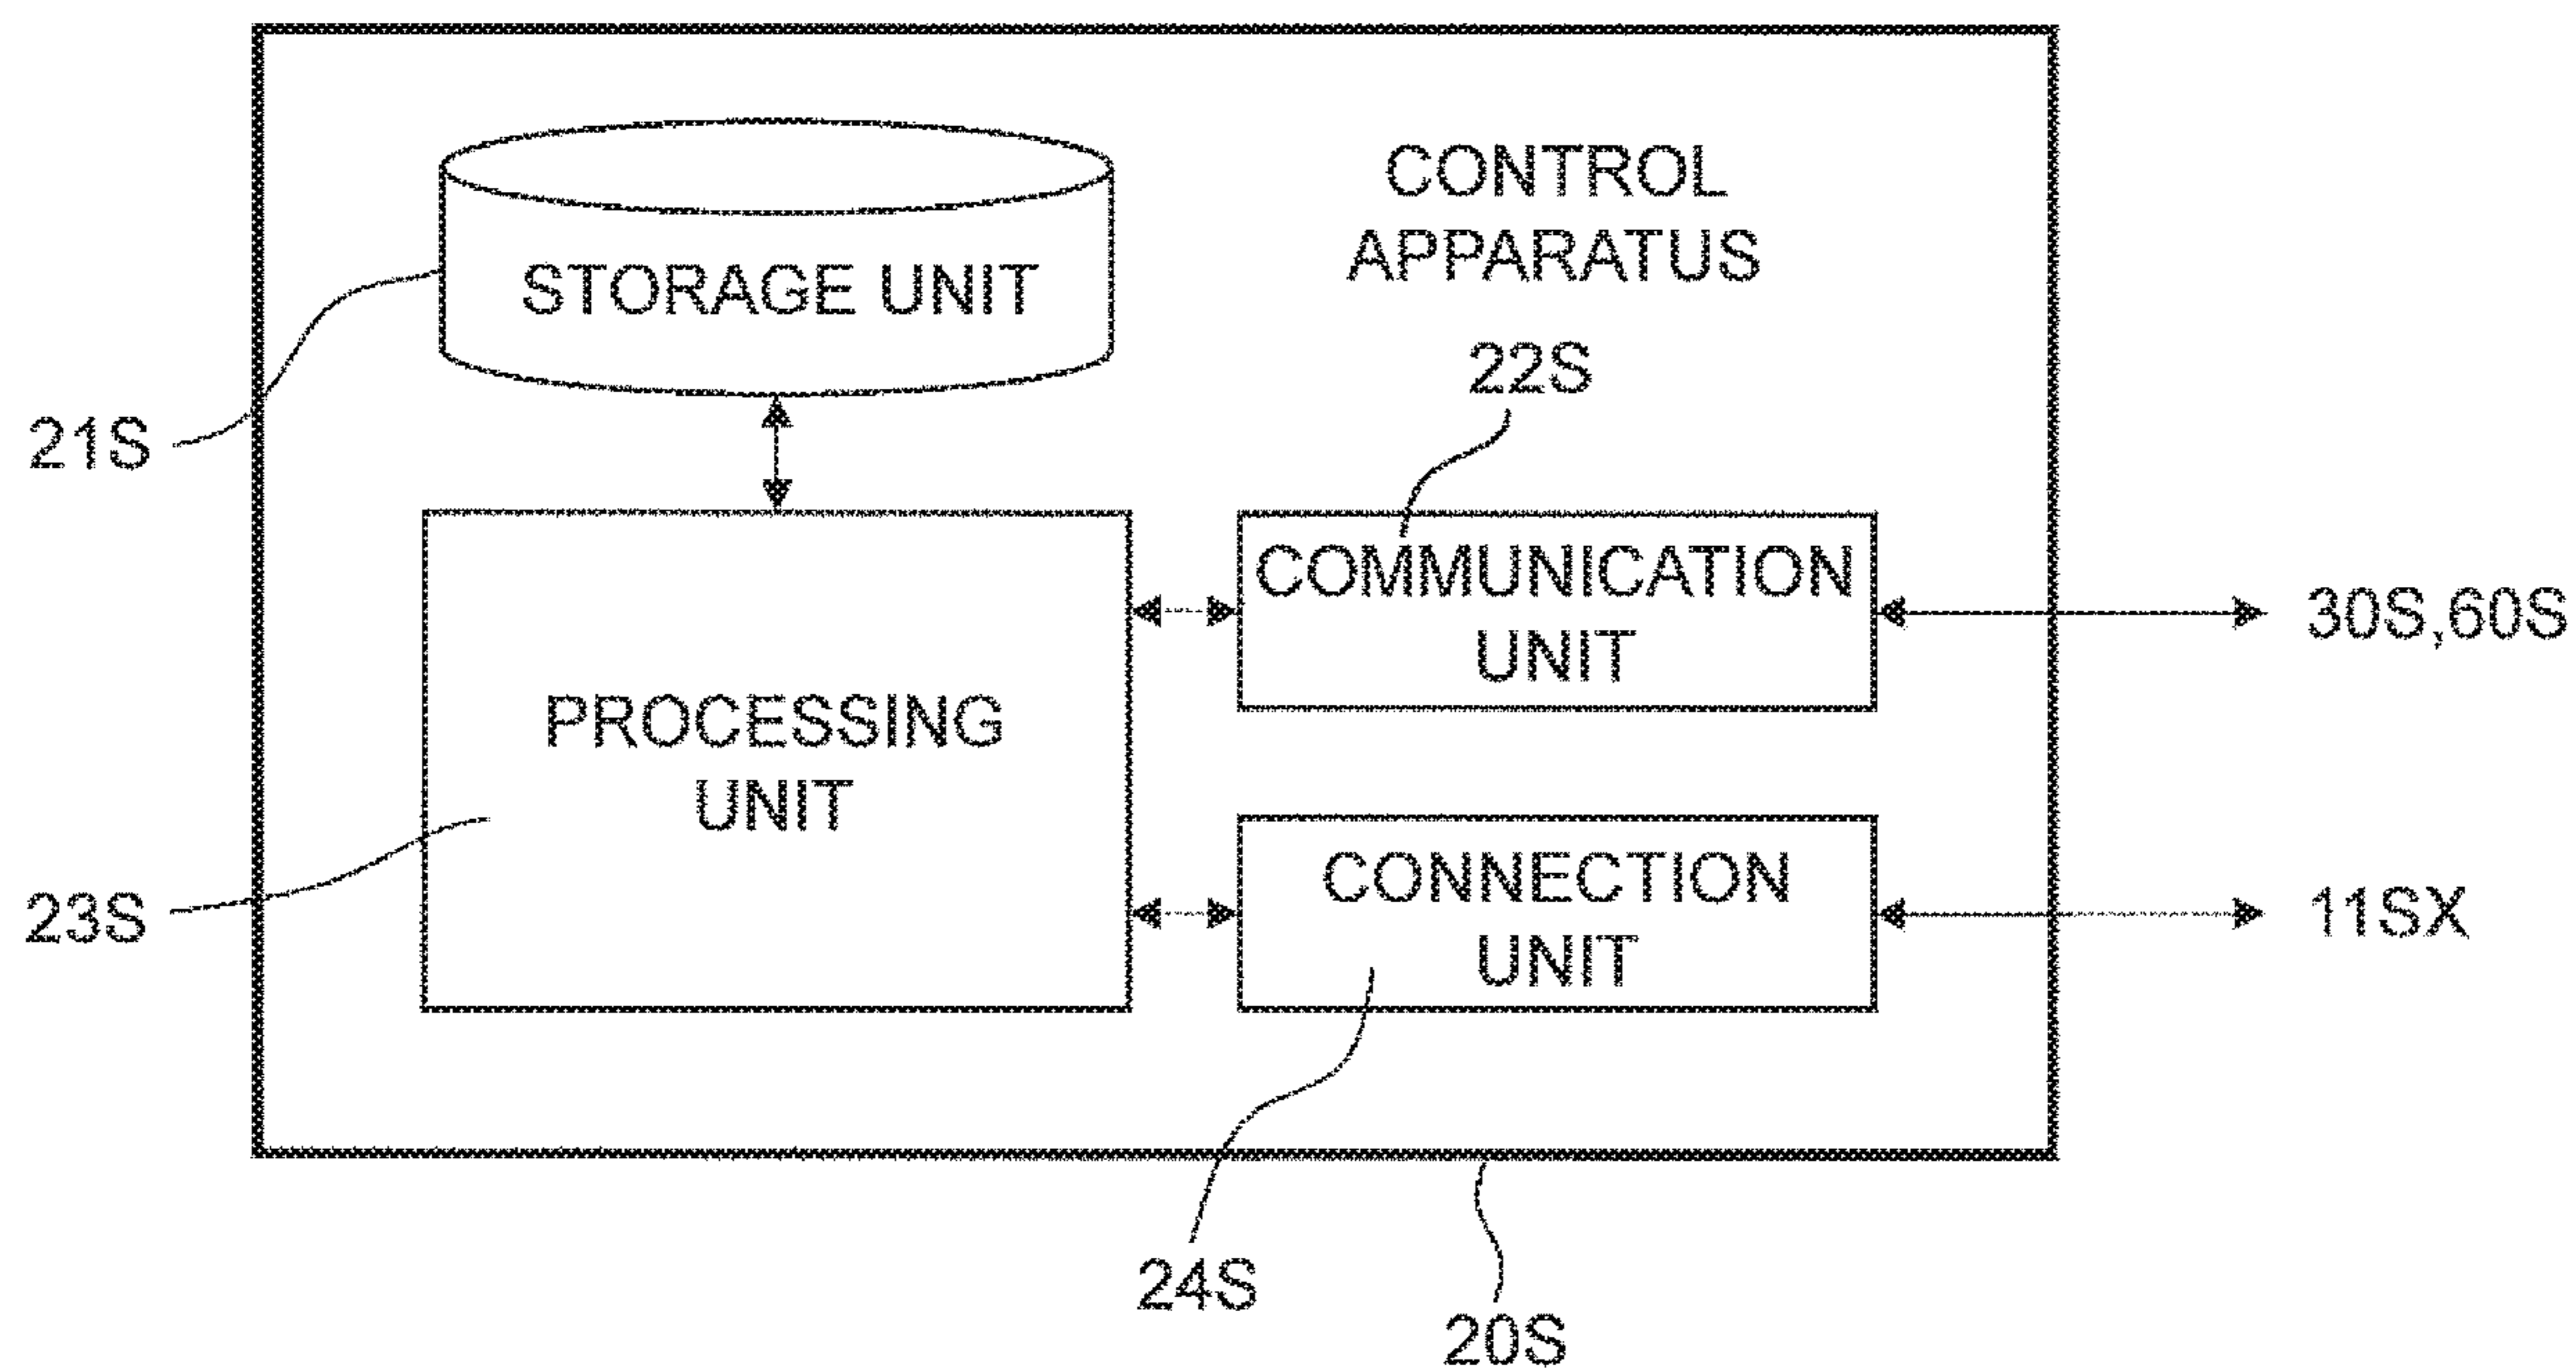 CONTROL
APPARATUS
STORAGE UNIT
22S
21S
COMMUNICATION
UNIT
30S,60S
PROCESSING
UNIT
CONNECTION
UNIT
11SX
23S
24S
20S